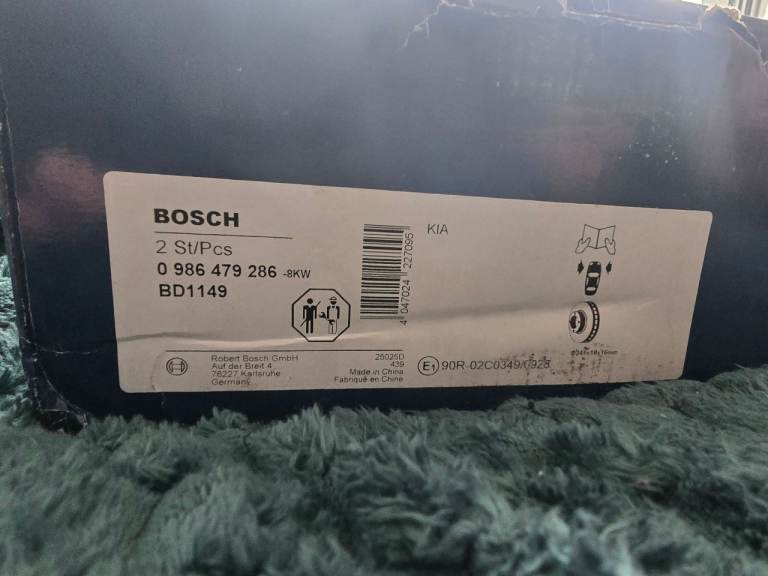 BOSCH
2 St/Pcs
0 986 479 286 -8KW
BD1149
4 047024 227095
KIA
Robert Bosch GmbH
Auf der Breit 4
76227 Karlsruhe
Germany
25025D
439
Made in China
Fabriqué en Chine
E1 90R-02C0349/0928